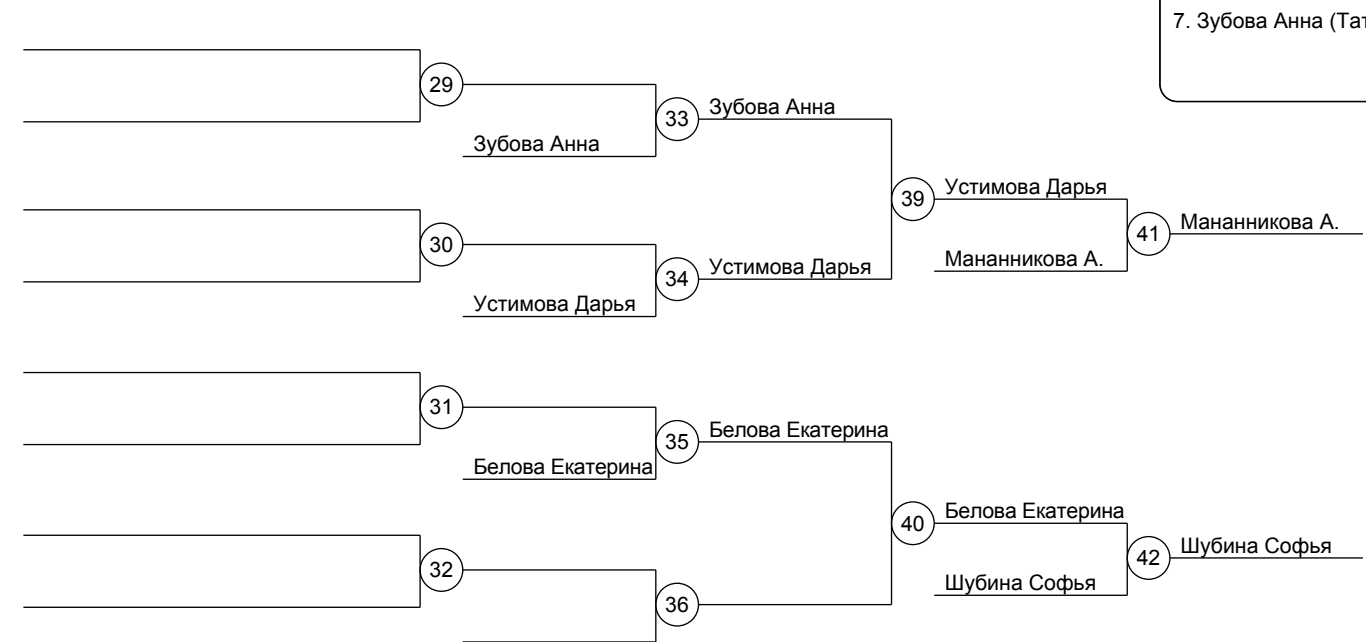 7. Зубова Анна (Тат
29
33
Зубова Анна
Зубова Анна
39
Устимова Дарья
41
Мананникова А.
Мананникова А.
30
34
Устимова Дарья
Устимова Дарья
31
35
Белова Екатерина
Белова Екатерина
40
Белова Екатерина
42
Шубина Софья
Шубина Софья
32
36